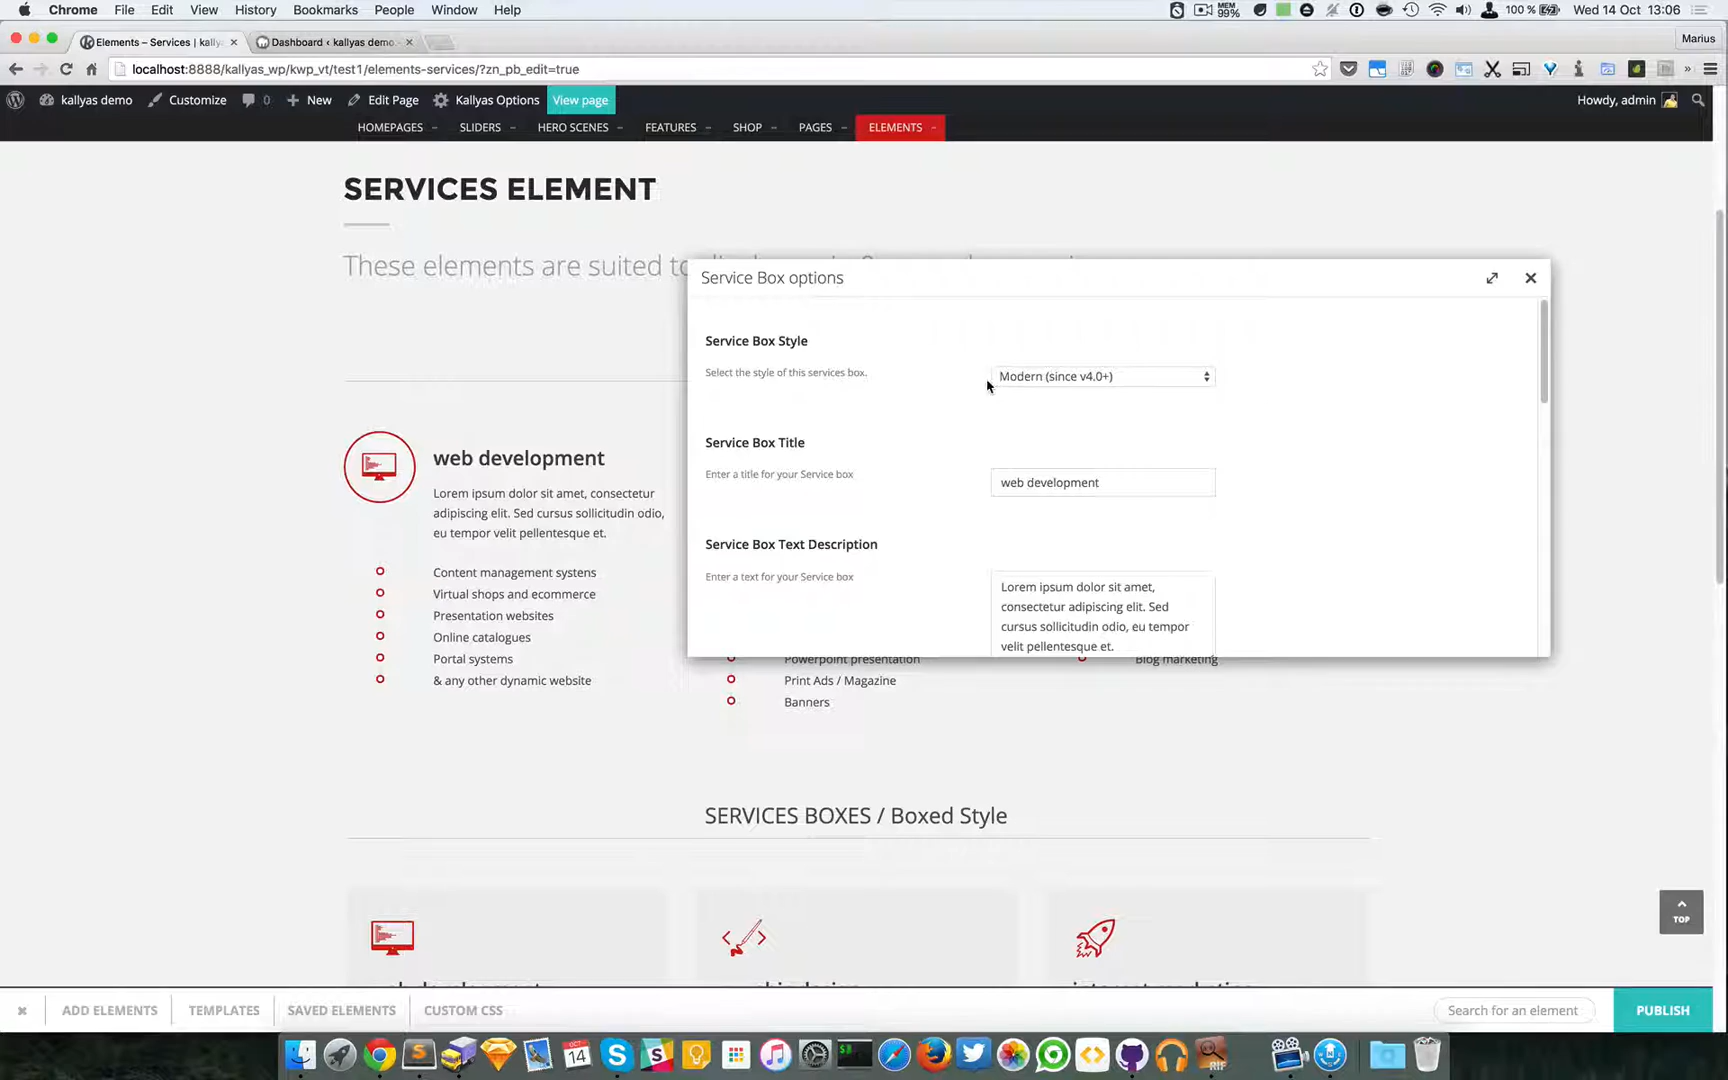 Chrome File Edit View History Bookmarks People Window Help MEM 99% 100 % Wed 14 Oct 13:06
Elements – Services | kally Dashboard ‹ kallyas demo Marius
localhost:8888/kallyas_wp/kwp_vt/test1/elements-services/?zn_pb_edit=true
kallyas demo Customize 0 New Edit Page Kallyas Options View page Howdy, admin
HOMEPAGES SLIDERS HERO SCENES FEATURES SHOP PAGES ELEMENTS
SERVICES ELEMENT
These elements are suited to
Service Box options
Service Box Style
Select the style of this services box.
Modern (since v4.0+)
Service Box Title
Enter a title for your Service box
web development
Service Box Text Description
Enter a text for your Service box
Lorem ipsum dolor sit amet,
consectetur adipiscing elit. Sed
cursus sollicitudin odio, eu tempor
velit pellentesque et.
web development
Lorem ipsum dolor sit amet, consectetur
adipiscing elit. Sed cursus sollicitudin odio,
eu tempor velit pellentesque et.
Content management systens
Virtual shops and ecommerce
Presentation websites
Online catalogues
Portal systems
& any other dynamic website
Powerpoint presentation
Print Ads / Magazine
Banners
Blog marketing
SERVICES BOXES / Boxed Style
TOP
ADD ELEMENTS TEMPLATES SAVED ELEMENTS CUSTOM CSS Search for an element PUBLISH
OCT
14
RIF